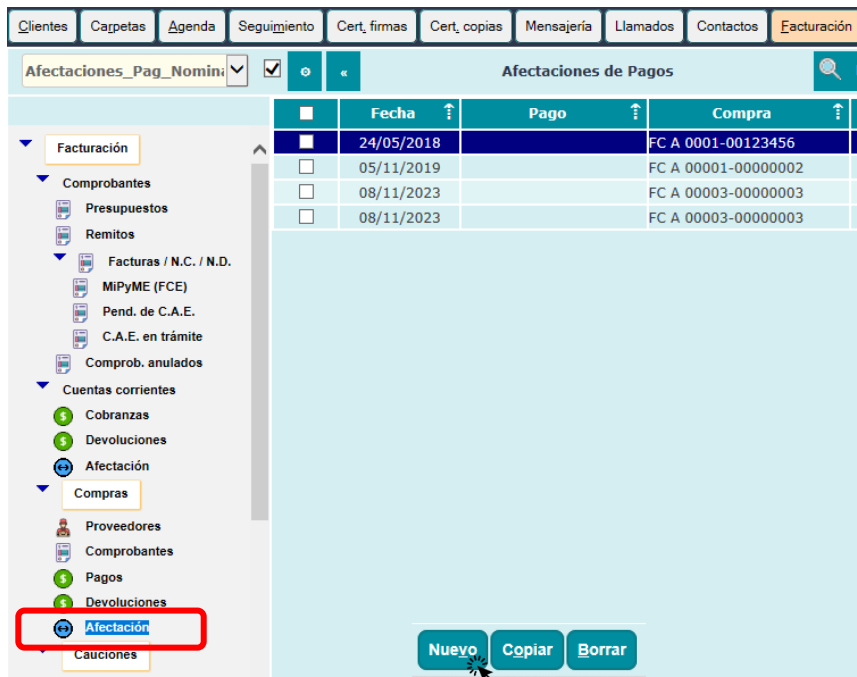 Clientes Carpetas Agenda Seguimiento Cert. firmas Cert. copias Mensajería Llamados Contactos Facturación
Afectaciones de Pagos
Fecha Pago Compra
24/05/2018 FC A 0001-00123456
05/11/2019 FC A 00001-00000002
08/11/2023 FC A 00003-00000003
08/11/2023 FC A 00003-00000003
Facturación
Comprobantes
Presupuestos
Remitos
Facturas / N.C. / N.D.
MiPyME (FCE)
Pend. de C.A.E.
C.A.E. en trámite
Comprob. anulados
Cuentas corrientes
Cobranzas
Devoluciones
Afectación
Compras
Proveedores
Comprobantes
Pagos
Devoluciones
Afectación
Cauciones
Nuevo Copiar Borrar